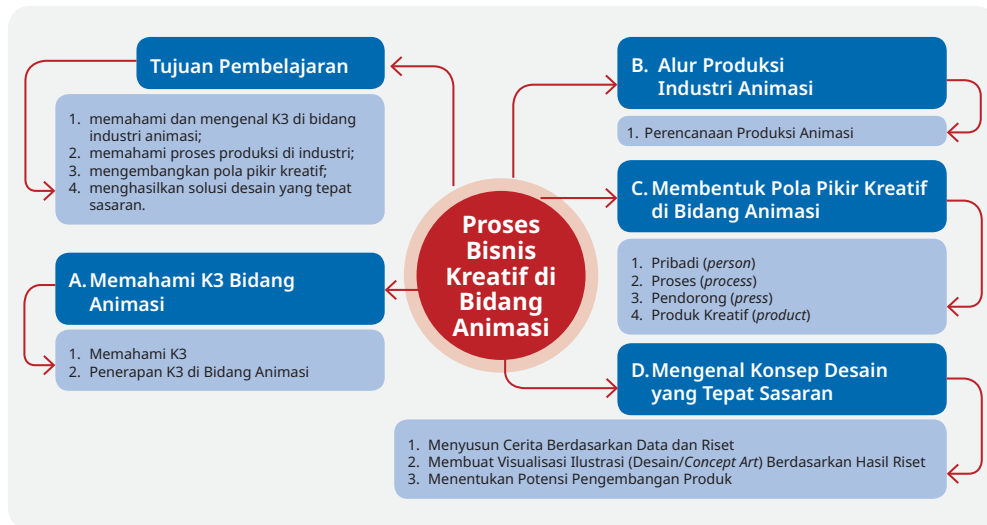 Tujuan Pembelajaran
1. memahami dan mengenal K3 di bidang
industri animasi;
2. memahami proses produksi di industri;
3. mengembangkan pola pikir kreatif;
4. menghasilkan solusi desain yang tepat
sasaran.
A. Memahami K3 Bidang
Animasi
1. Memahami K3
2. Penerapan K3 di Bidang Animasi
Proses
Bisnis
Kreatif di
Bidang
Animasi
B. Alur Produksi
Industri Animasi
1. Perencanaan Produksi Animasi
C. Membentuk Pola Pikir Kreatif
di Bidang Animasi
1. Pribadi (person)
2. Proses (process)
3. Pendorong (press)
4. Produk Kreatif (product)
D. Mengenal Konsep Desain
yang Tepat Sasaran
1. Menyusun Cerita Berdasarkan Data dan Riset
2. Membuat Visualisasi Ilustrasi (Desain/Concept Art) Berdasarkan Hasil Riset
3. Menentukan Potensi Pengembangan Produk